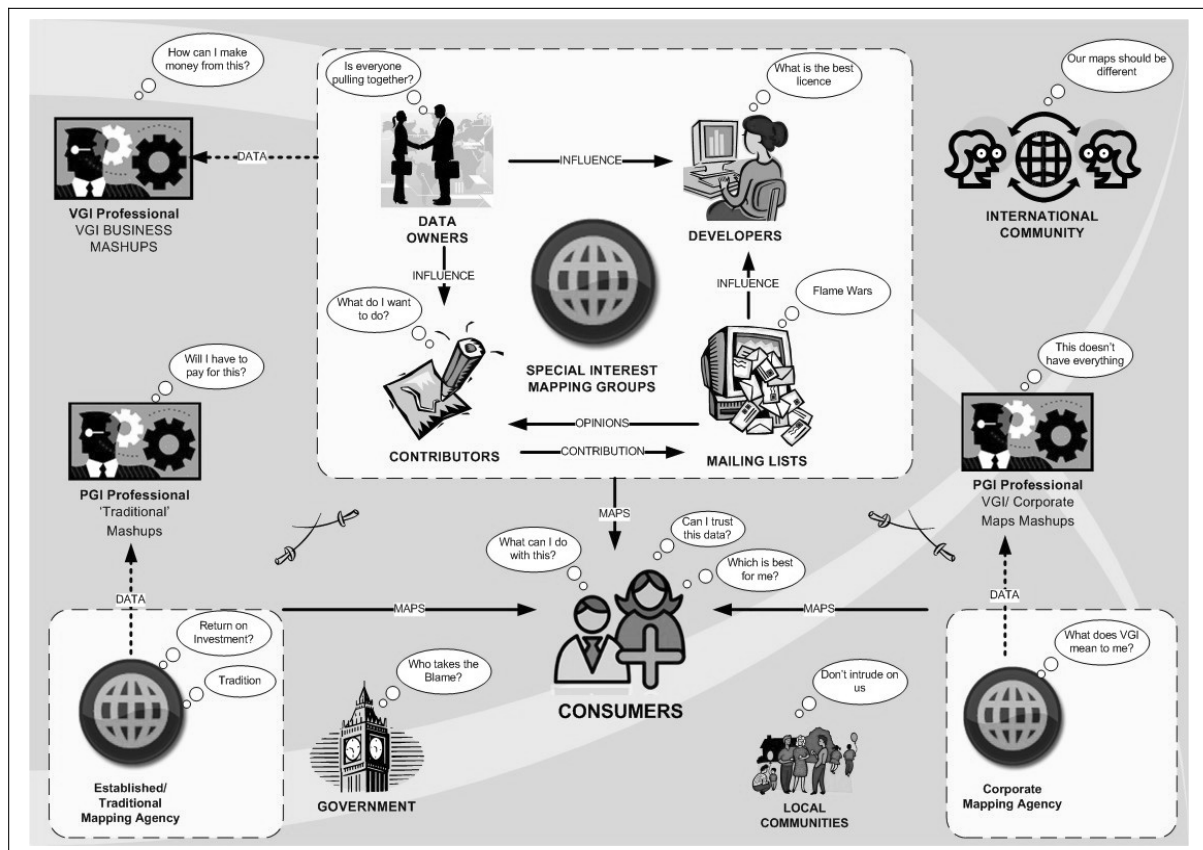 How can I make
money from this?
Is everyone
pulling together?
What is the best
licence
Our maps should be
different
DATA
INFLUENCE
VGI Professional
VGI BUSINESS
MASHUPS
DATA
OWNERS
DEVELOPERS
INTERNATIONAL
COMMUNITY
INFLUENCE
INFLUENCE
What do I want
to do?
Flame Wars
Will I have to
pay for this?
This doesn't
have everything
SPECIAL INTEREST
MAPPING GROUPS
OPINIONS
CONTRIBUTORS
CONTRIBUTION
MAILING LISTS
PGI Professional
'Traditional'
Mashups
PGI Professional
VGI/ Corporate
Maps Mashups
MAPS
What can I do
with this?
Can I trust
this data?
Which is best
for me?
DATA
MAPS
MAPS
DATA
Return on
Investment?
Tradition
Who takes the
Blame?
What does VGI
mean to me?
Don't intrude on
us
CONSUMERS
Established/
Traditional
Mapping Agency
GOVERNMENT
LOCAL
COMMUNITIES
Corporate
Mapping Agency